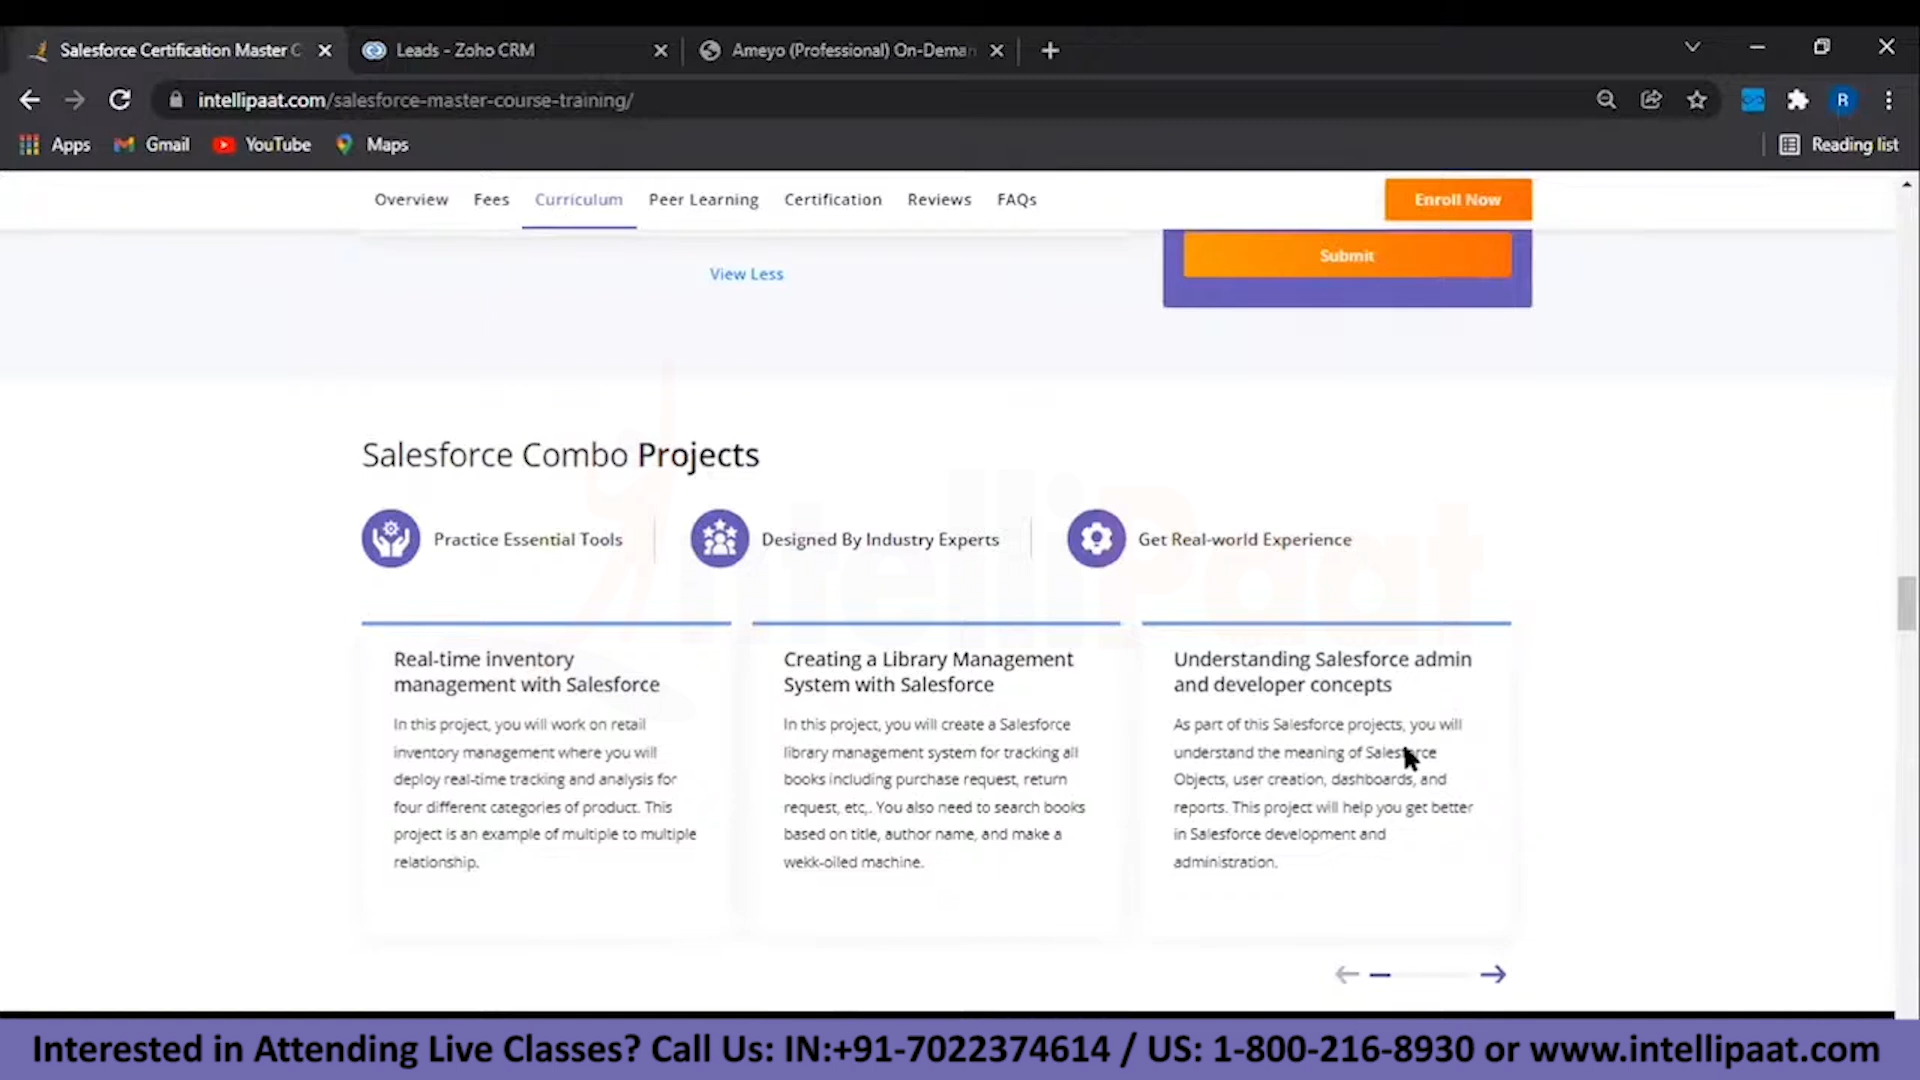 Salesforce Certification Master C
Leads - Zoho CRM
Ameyo (Professional) On-Deman
intellipaat.com/salesforce-master-course-training/
R
Apps
Gmail
YouTube
Maps
Reading list
Overview
Fees
Curriculum
Peer Learning
Certification
Reviews
FAQs
Enroll Now
View Less
Submit
Salesforce Combo Projects
Practice Essential Tools
Designed By Industry Experts
Get Real-world Experience
IntelliPaat
Real-time inventory
management with Salesforce
In this project, you will work on retail
inventory management where you will
deploy real-time tracking and analysis for
four different categories of product. This
project is an example of multiple to multiple
relationship.
Creating a Library Management
System with Salesforce
In this project, you will create a Salesforce
library management system for tracking all
books including purchase request, return
request, etc,. You also need to search books
based on title, author name, and make a
wekk-oiled machine.
Understanding Salesforce admin
and developer concepts
As part of this Salesforce projects, you will
understand the meaning of Salesforce
Objects, user creation, dashboards, and
reports. This project will help you get better
in Salesforce development and
administration.
Interested in Attending Live Classes? Call Us: IN:+91-7022374614 / US: 1-800-216-8930 or www.intellipaat.com